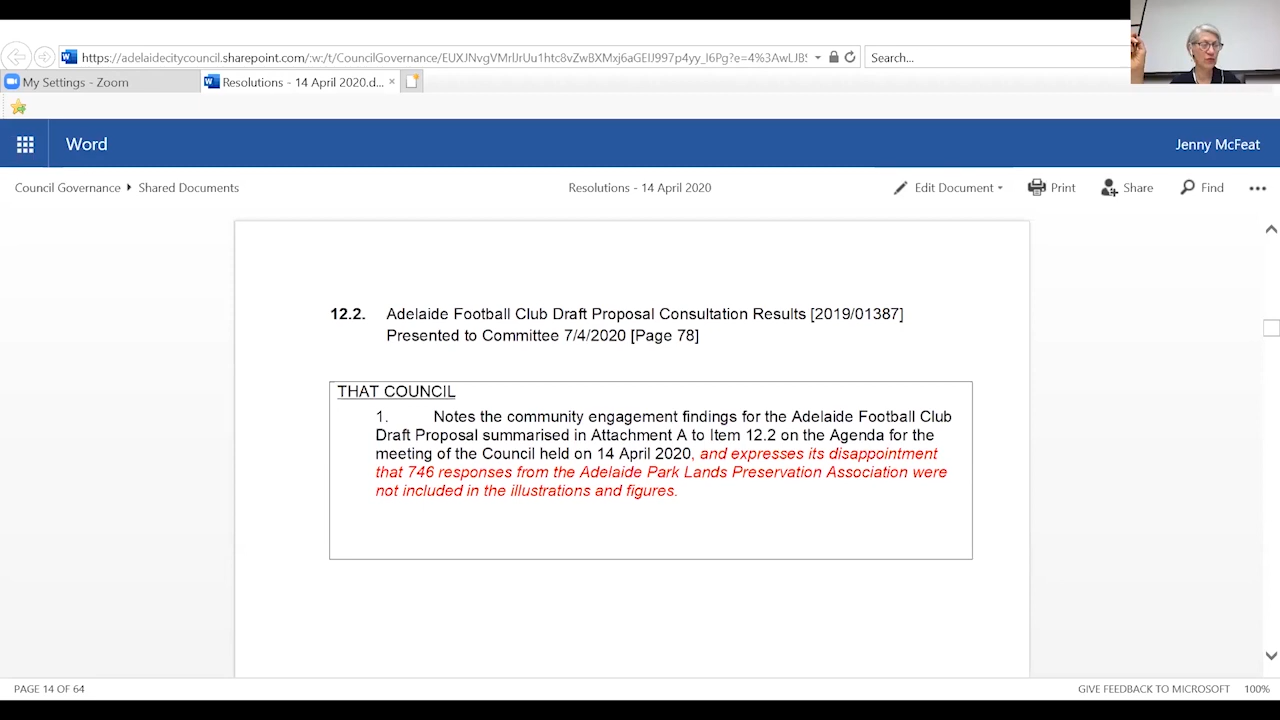 https://adelaidecitycouncil.sharepoint.com/:w:/t/CouncilGovernance/
Search...
My Settings - Zoom
Resolutions - 14 April 2020.d...
Word
Jenny McFeat
Council Governance
Shared Documents
Resolutions - 14 April 2020
Edit Document
Print
Share
Find
12.2. Adelaide Football Club Draft Proposal Consultation Results [2019/01387]
Presented to Committee 7/4/2020 [Page 78]
THAT COUNCIL
1. Notes the community engagement findings for the Adelaide Football Club
Draft Proposal summarised in Attachment A to Item 12.2 on the Agenda for the
meeting of the Council held on 14 April 2020, and expresses its disappointment
that 746 responses from the Adelaide Park Lands Preservation Association were
not included in the illustrations and figures.
PAGE 14 OF 64
GIVE FEEDBACK TO MICROSOFT
100%